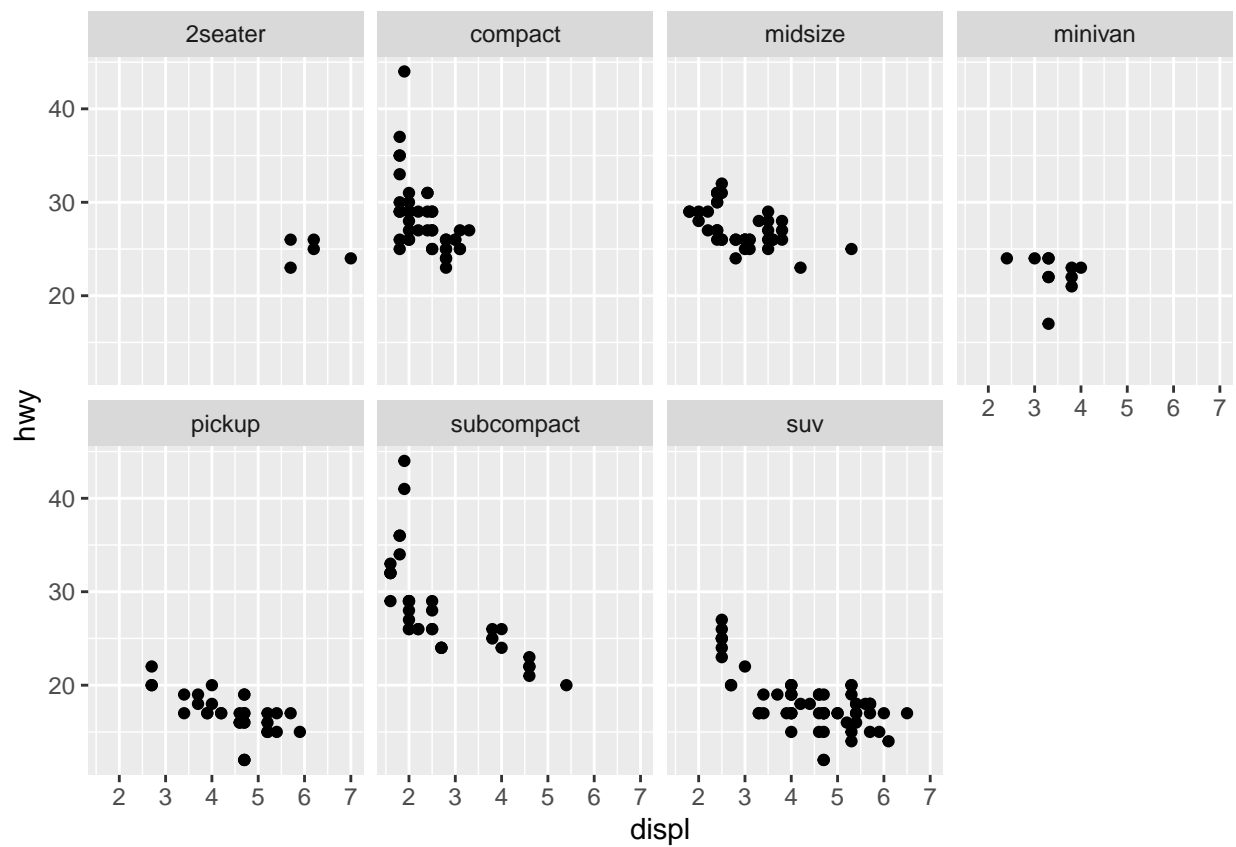 2seater compact midsize minivan
40
30
20
2 3 4 5 6 7
hwy
pickup subcompact suv
40
30
20
2 3 4 5 6 7 2 3 4 5 6 7 2 3 4 5 6 7
displ